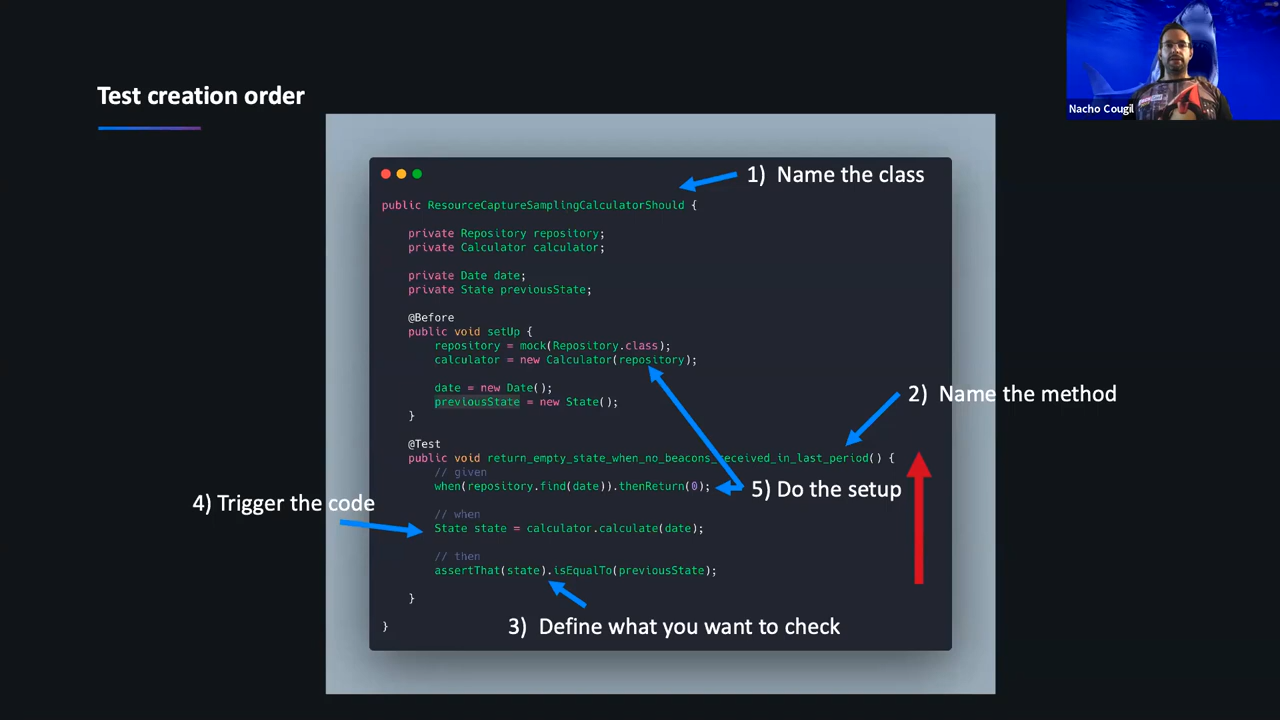 Nacho Cougil
Test creation order
1) Name the class
public ResourceCaptureSamplingCalculatorShould {
private Repository repository;
private Calculator calculator;
private Date date;
private State previousState;
@Before
public void setUp {
repository = mock(Repository.class);
calculator = new Calculator(repository);
date = new Date();
previousState = new State();
}
2) Name the method
@Test
public void return_empty_state_when_no_beacons_received_in_last_period() {
// given
when(repository.find(date)).thenReturn(0);
5) Do the setup
4) Trigger the code
// when
State state = calculator.calculate(date);
// then
assertThat(state).isEqualTo(previousState);
}
3) Define what you want to check
}